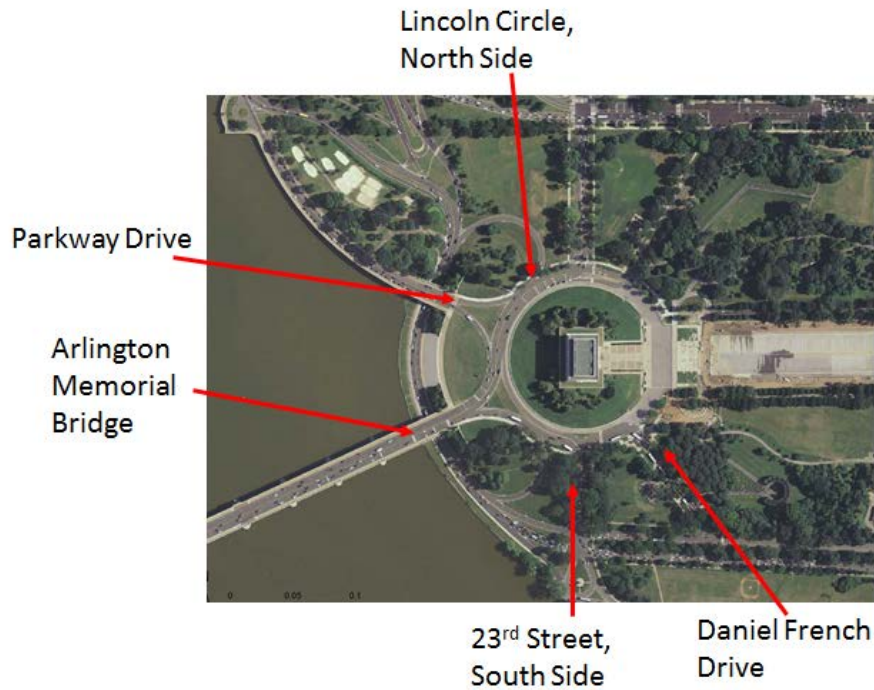 Lincoln Circle,
North Side
Parkway Drive
Arlington
Memorial
Bridge
23rd Street,
South Side
Daniel French
Drive
0 0.05 0.1